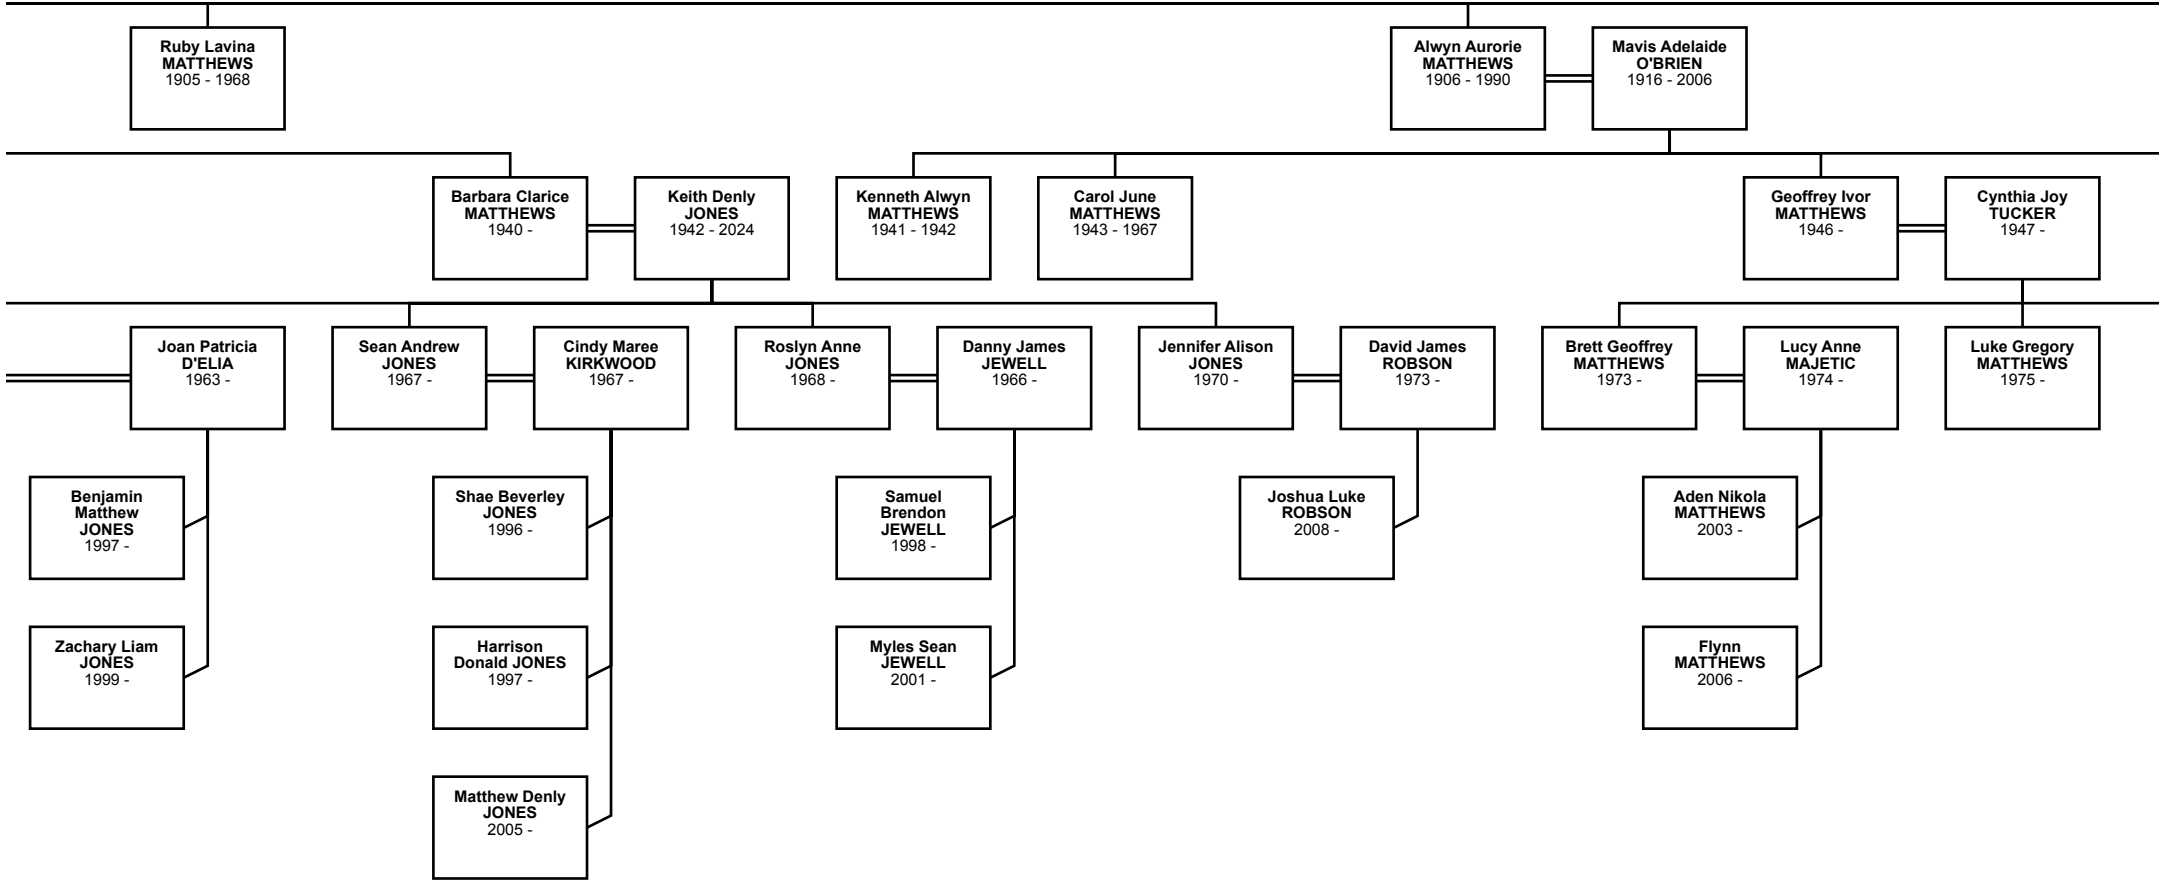 Ruby Lavina
MATTHEWS
1905 - 1968
Alwyn Aurorie
MATTHEWS
1906 - 1990
Mavis Adelaide
O'BRIEN
1916 - 2006
Barbara Clarice
MATTHEWS
1940 -
Keith Denly
JONES
1942 - 2024
Kenneth Alwyn
MATTHEWS
1941 - 1942
Carol June
MATTHEWS
1943 - 1967
Geoffrey Ivor
MATTHEWS
1946 -
Cynthia Joy
TUCKER
1947 -
Joan Patricia
D'ELIA
1963 -
Sean Andrew
JONES
1967 -
Cindy Maree
KIRKWOOD
1967 -
Roslyn Anne
JONES
1968 -
Danny James
JEWELL
1966 -
Jennifer Alison
JONES
1970 -
David James
ROBSON
1973 -
Brett Geoffrey
MATTHEWS
1973 -
Lucy Anne
MAJETIC
1974 -
Luke Gregory
MATTHEWS
1975 -
Benjamin
Matthew
JONES
1997 -
Shae Beverley
JONES
1996 -
Samuel
Brendon
JEWELL
1998 -
Joshua Luke
ROBSON
2008 -
Aden Nikola
MATTHEWS
2003 -
Zachary Liam
JONES
1999 -
Harrison
Donald JONES
1997 -
Myles Sean
JEWELL
2001 -
Flynn
MATTHEWS
2006 -
Matthew Denly
JONES
2005 -